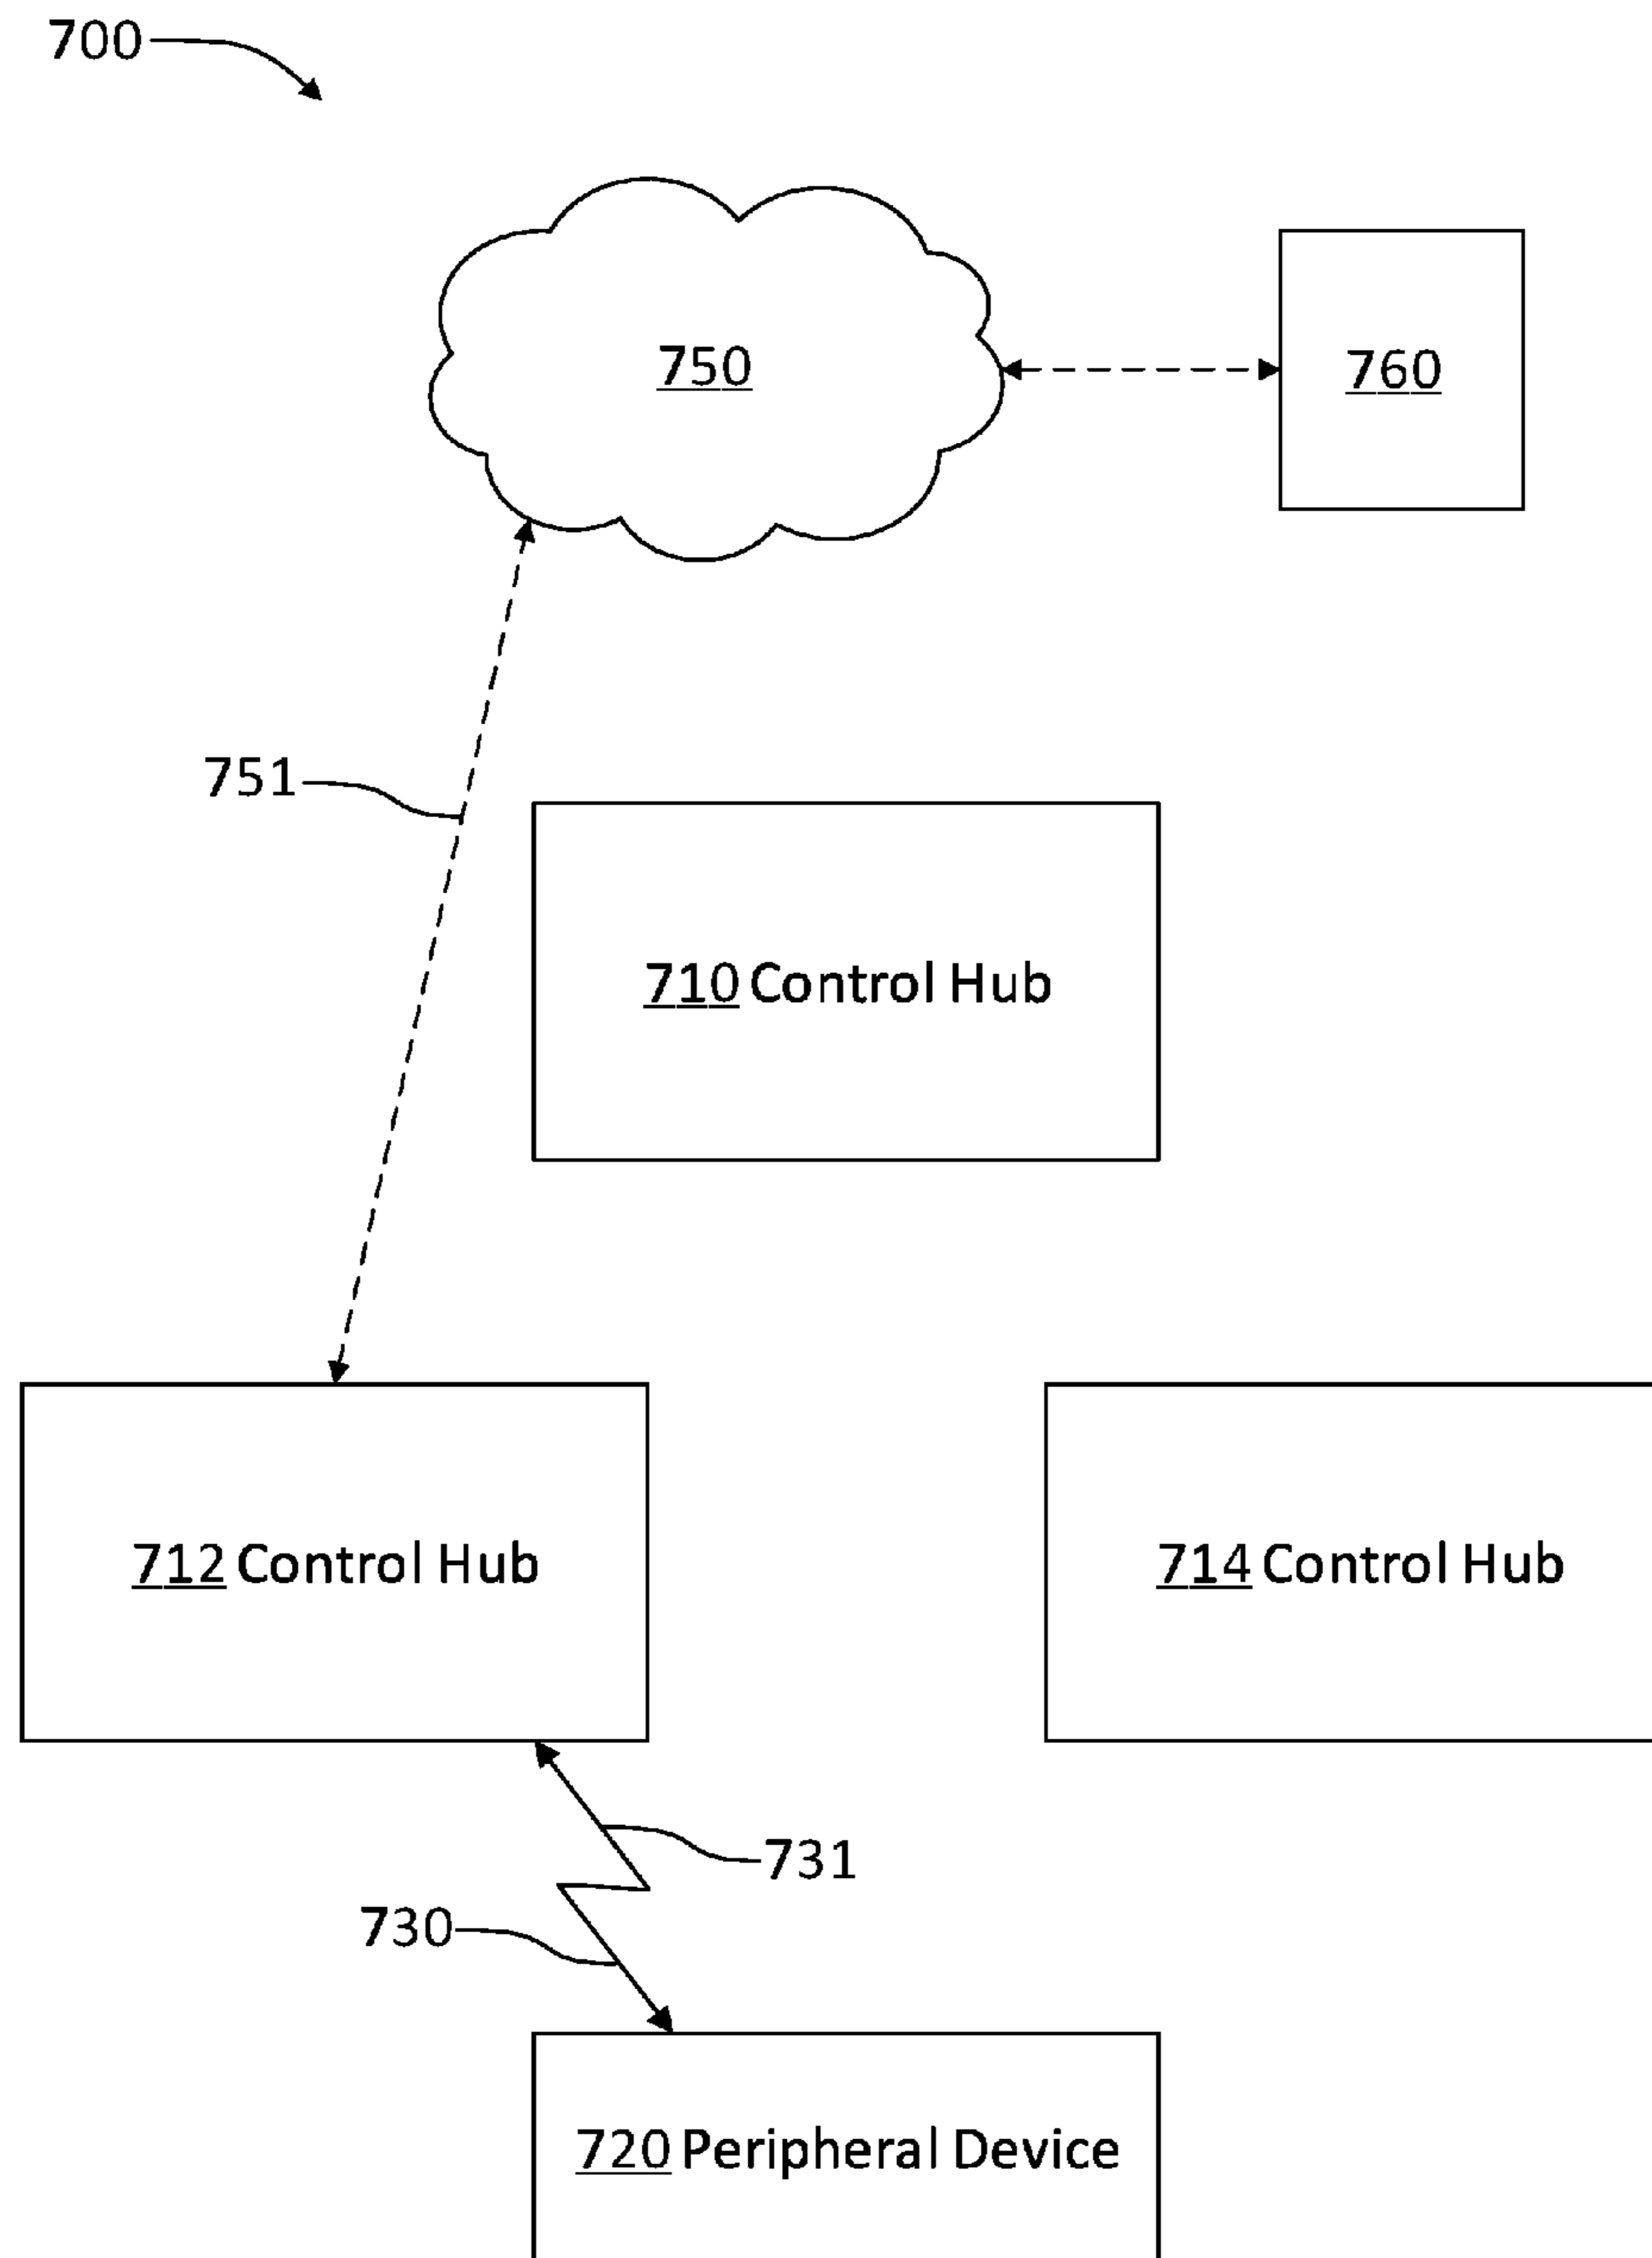 700
750
760
751
710 Control Hub
712 Control Hub
714 Control Hub
731
730
720 Peripheral Device